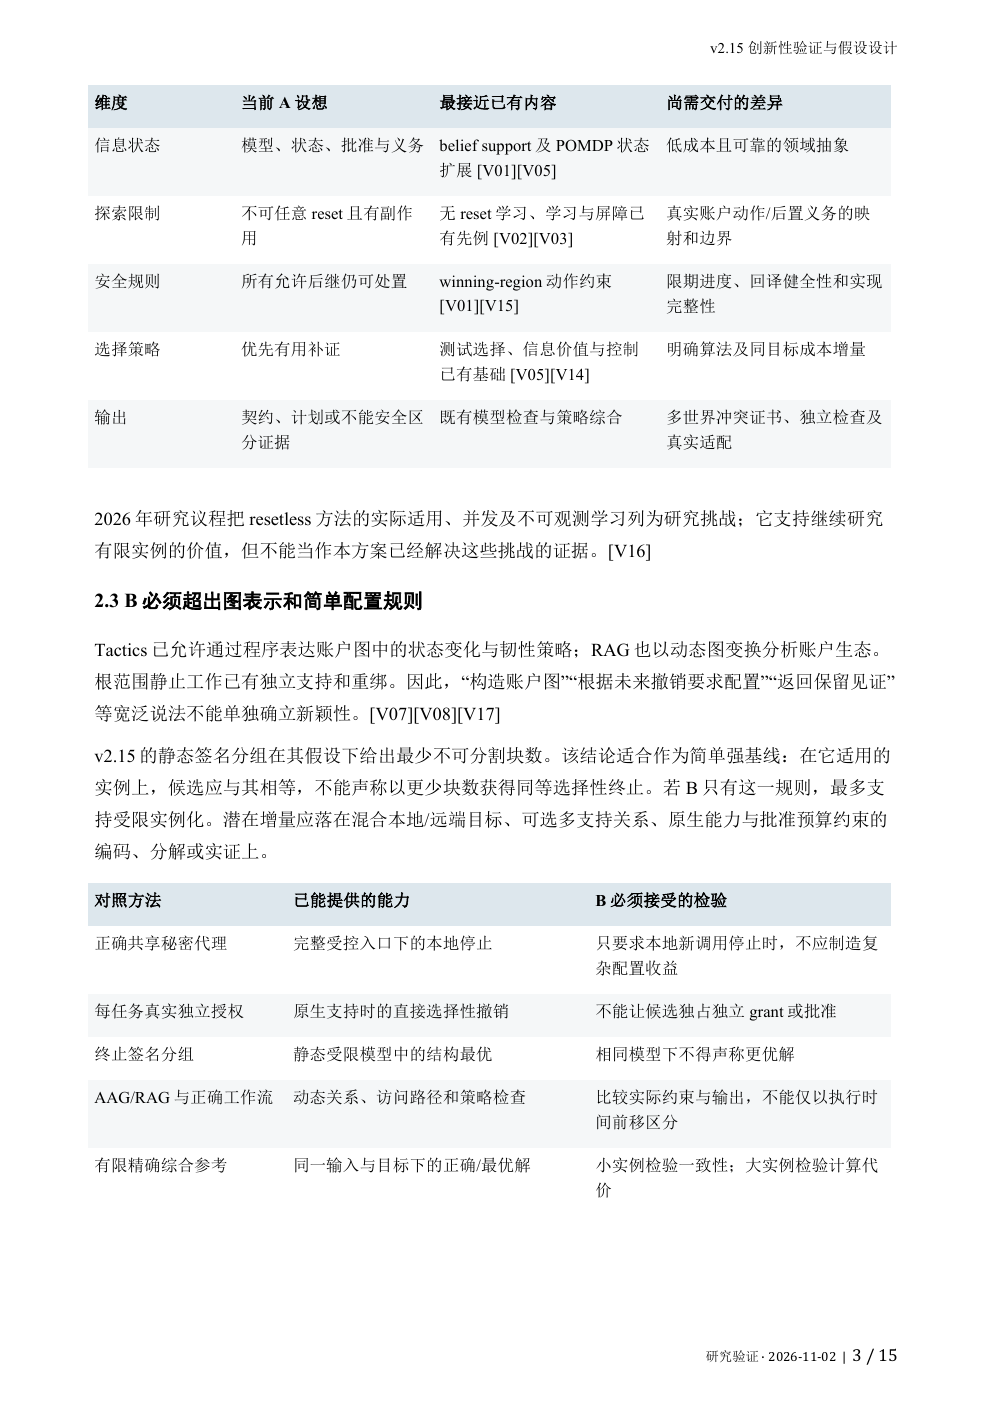 v2.15 创新性验证与假设设计
维度 当前 A 设想 最接近已有内容 尚需交付的差异
信息状态 模型、状态、批准与义务 belief support 及 POMDP 状态扩展 [V01][V05] 低成本且可靠的领域抽象
探索限制 不可任意 reset 且有副作用 无 reset 学习、学习与屏障已有先例 [V02][V03] 真实账户动作/后置义务的映射和边界
安全规则 所有允许后继仍可处置 winning-region 动作约束 [V01][V15] 限期进度、回译健全性和实现完整性
选择策略 优先有用补证 测试选择、信息价值与控制已有基础 [V05][V14] 明确算法及同目标成本增量
输出 契约、计划或不能安全区分证据 既有模型检查与策略综合 多世界冲突证书、独立检查及真实适配
2026 年研究议程把 resetless 方法的实际适用、并发及不可观测学习列为研究挑战；它支持继续研究
有限实例的价值，但不能当作本方案已经解决这些挑战的证据。[V16]
2.3 B 必须超出图表示和简单配置规则
Tactics 已允许通过程序表达账户图中的状态变化与韧性策略；RAG 也以动态图变换分析账户生态。
根范围静止工作已有独立支持和重绑。因此，“构造账户图”“根据未来撤销要求配置”“返回保留见证”
等宽泛说法不能单独确立新颖性。[V07][V08][V17]
v2.15 的静态签名分组在其假设下给出最少不可分割块数。该结论适合作为简单强基线：在它适用的
实例上，候选应与其相等，不能声称以更少块数获得同等选择性终止。若 B 只有这一规则，最多支
持受限实例化。潜在增量应落在混合本地/远端目标、可选多支持关系、原生能力与批准预算约束的
编码、分解或实证上。
对照方法 已能提供的能力 B 必须接受的检验
正确共享秘密代理 完整受控入口下的本地停止 只要求本地新调用停止时，不应制造复杂配置收益
每任务真实独立授权 原生支持时的直接选择性撤销 不能让候选独占独立 grant 或批准
终止签名分组 静态受限模型中的结构最优 相同模型下不得声称更优解
AAG/RAG 与正确工作流 动态关系、访问路径和策略检查 比较实际约束与输出，不能仅以执行时间前移区分
有限精确综合参考 同一输入与目标下的正确/最优解 小实例检验一致性；大实例检验计算代价
研究验证 · 2026-11-02 | 3 / 15